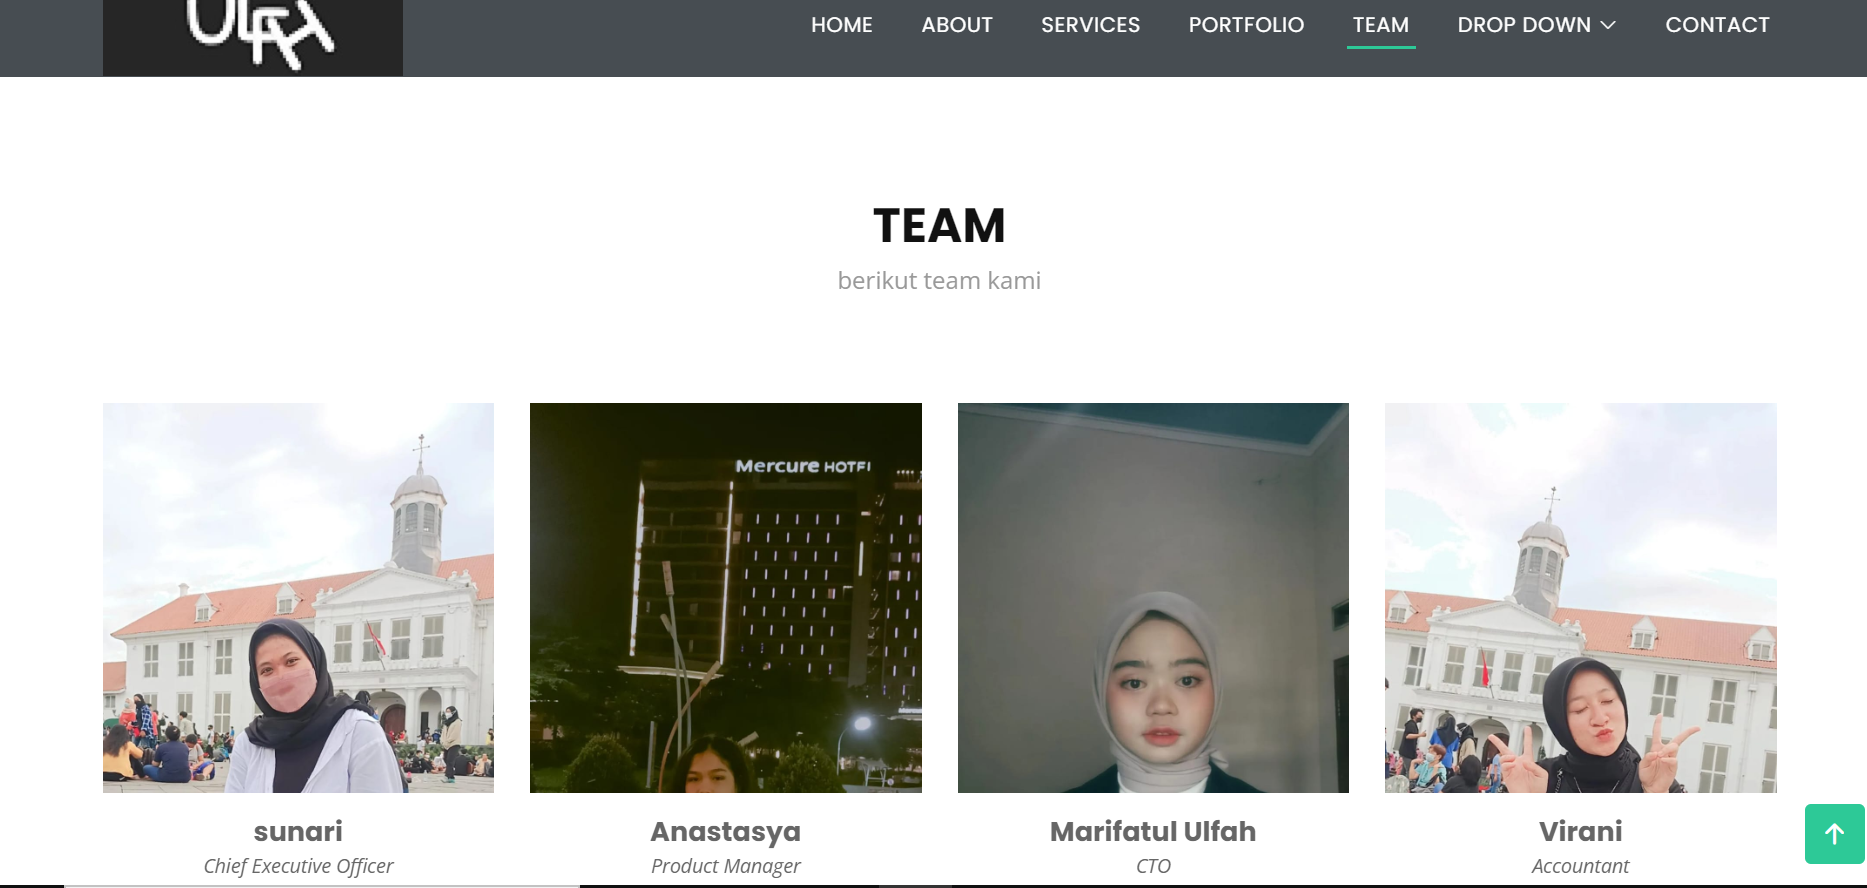 ULFA
HOME ABOUT SERVICES PORTFOLIO TEAM DROP DOWN CONTACT
TEAM
berikut team kami
Mercure HOTEL
sunari
Chief Executive Officer
Anastasya
Product Manager
Marifatul Ulfah
CTO
Virani
Accountant